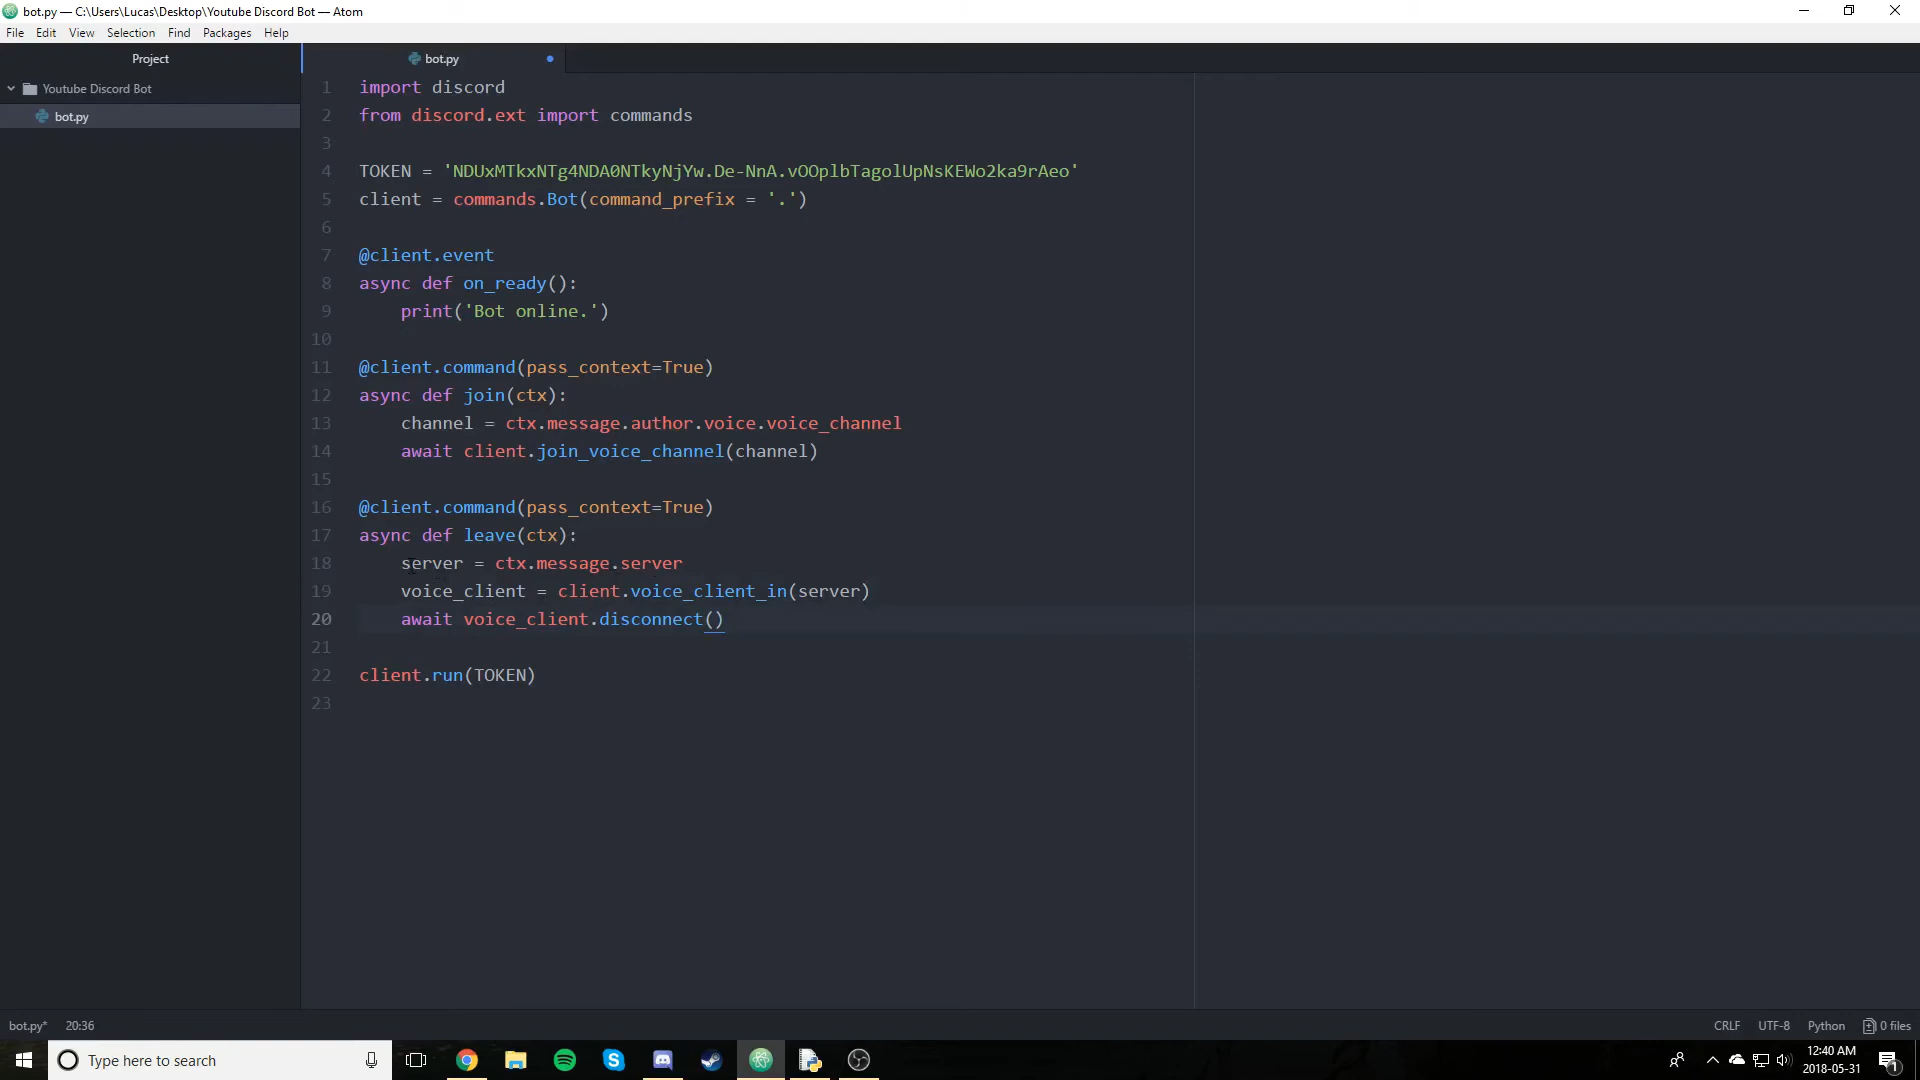 bot.py — C:\Users\Lucas\Desktop\Youtube Discord Bot — Atom
File Edit View Selection Find Packages Help
Project
Youtube Discord Bot
bot.py
bot.py
1 import discord
2 from discord.ext import commands
3
4 TOKEN = 'NDUxMTkxNTg4NDA0NTkyNjYw.De-NnA.vOOplbTagolUpNsKEWo2ka9rAeo'
5 client = commands.Bot(command_prefix = '.')
6
7 @client.event
8 async def on_ready():
9     print('Bot online.')
10
11 @client.command(pass_context=True)
12 async def join(ctx):
13     channel = ctx.message.author.voice.voice_channel
14     await client.join_voice_channel(channel)
15
16 @client.command(pass_context=True)
17 async def leave(ctx):
18     server = ctx.message.server
19     voice_client = client.voice_client_in(server)
20     await voice_client.disconnect()
21
22 client.run(TOKEN)
23
bot.py* 20:36
CRLF UTF-8 Python 0 files
Type here to search
12:40 AM
2018-05-31
1